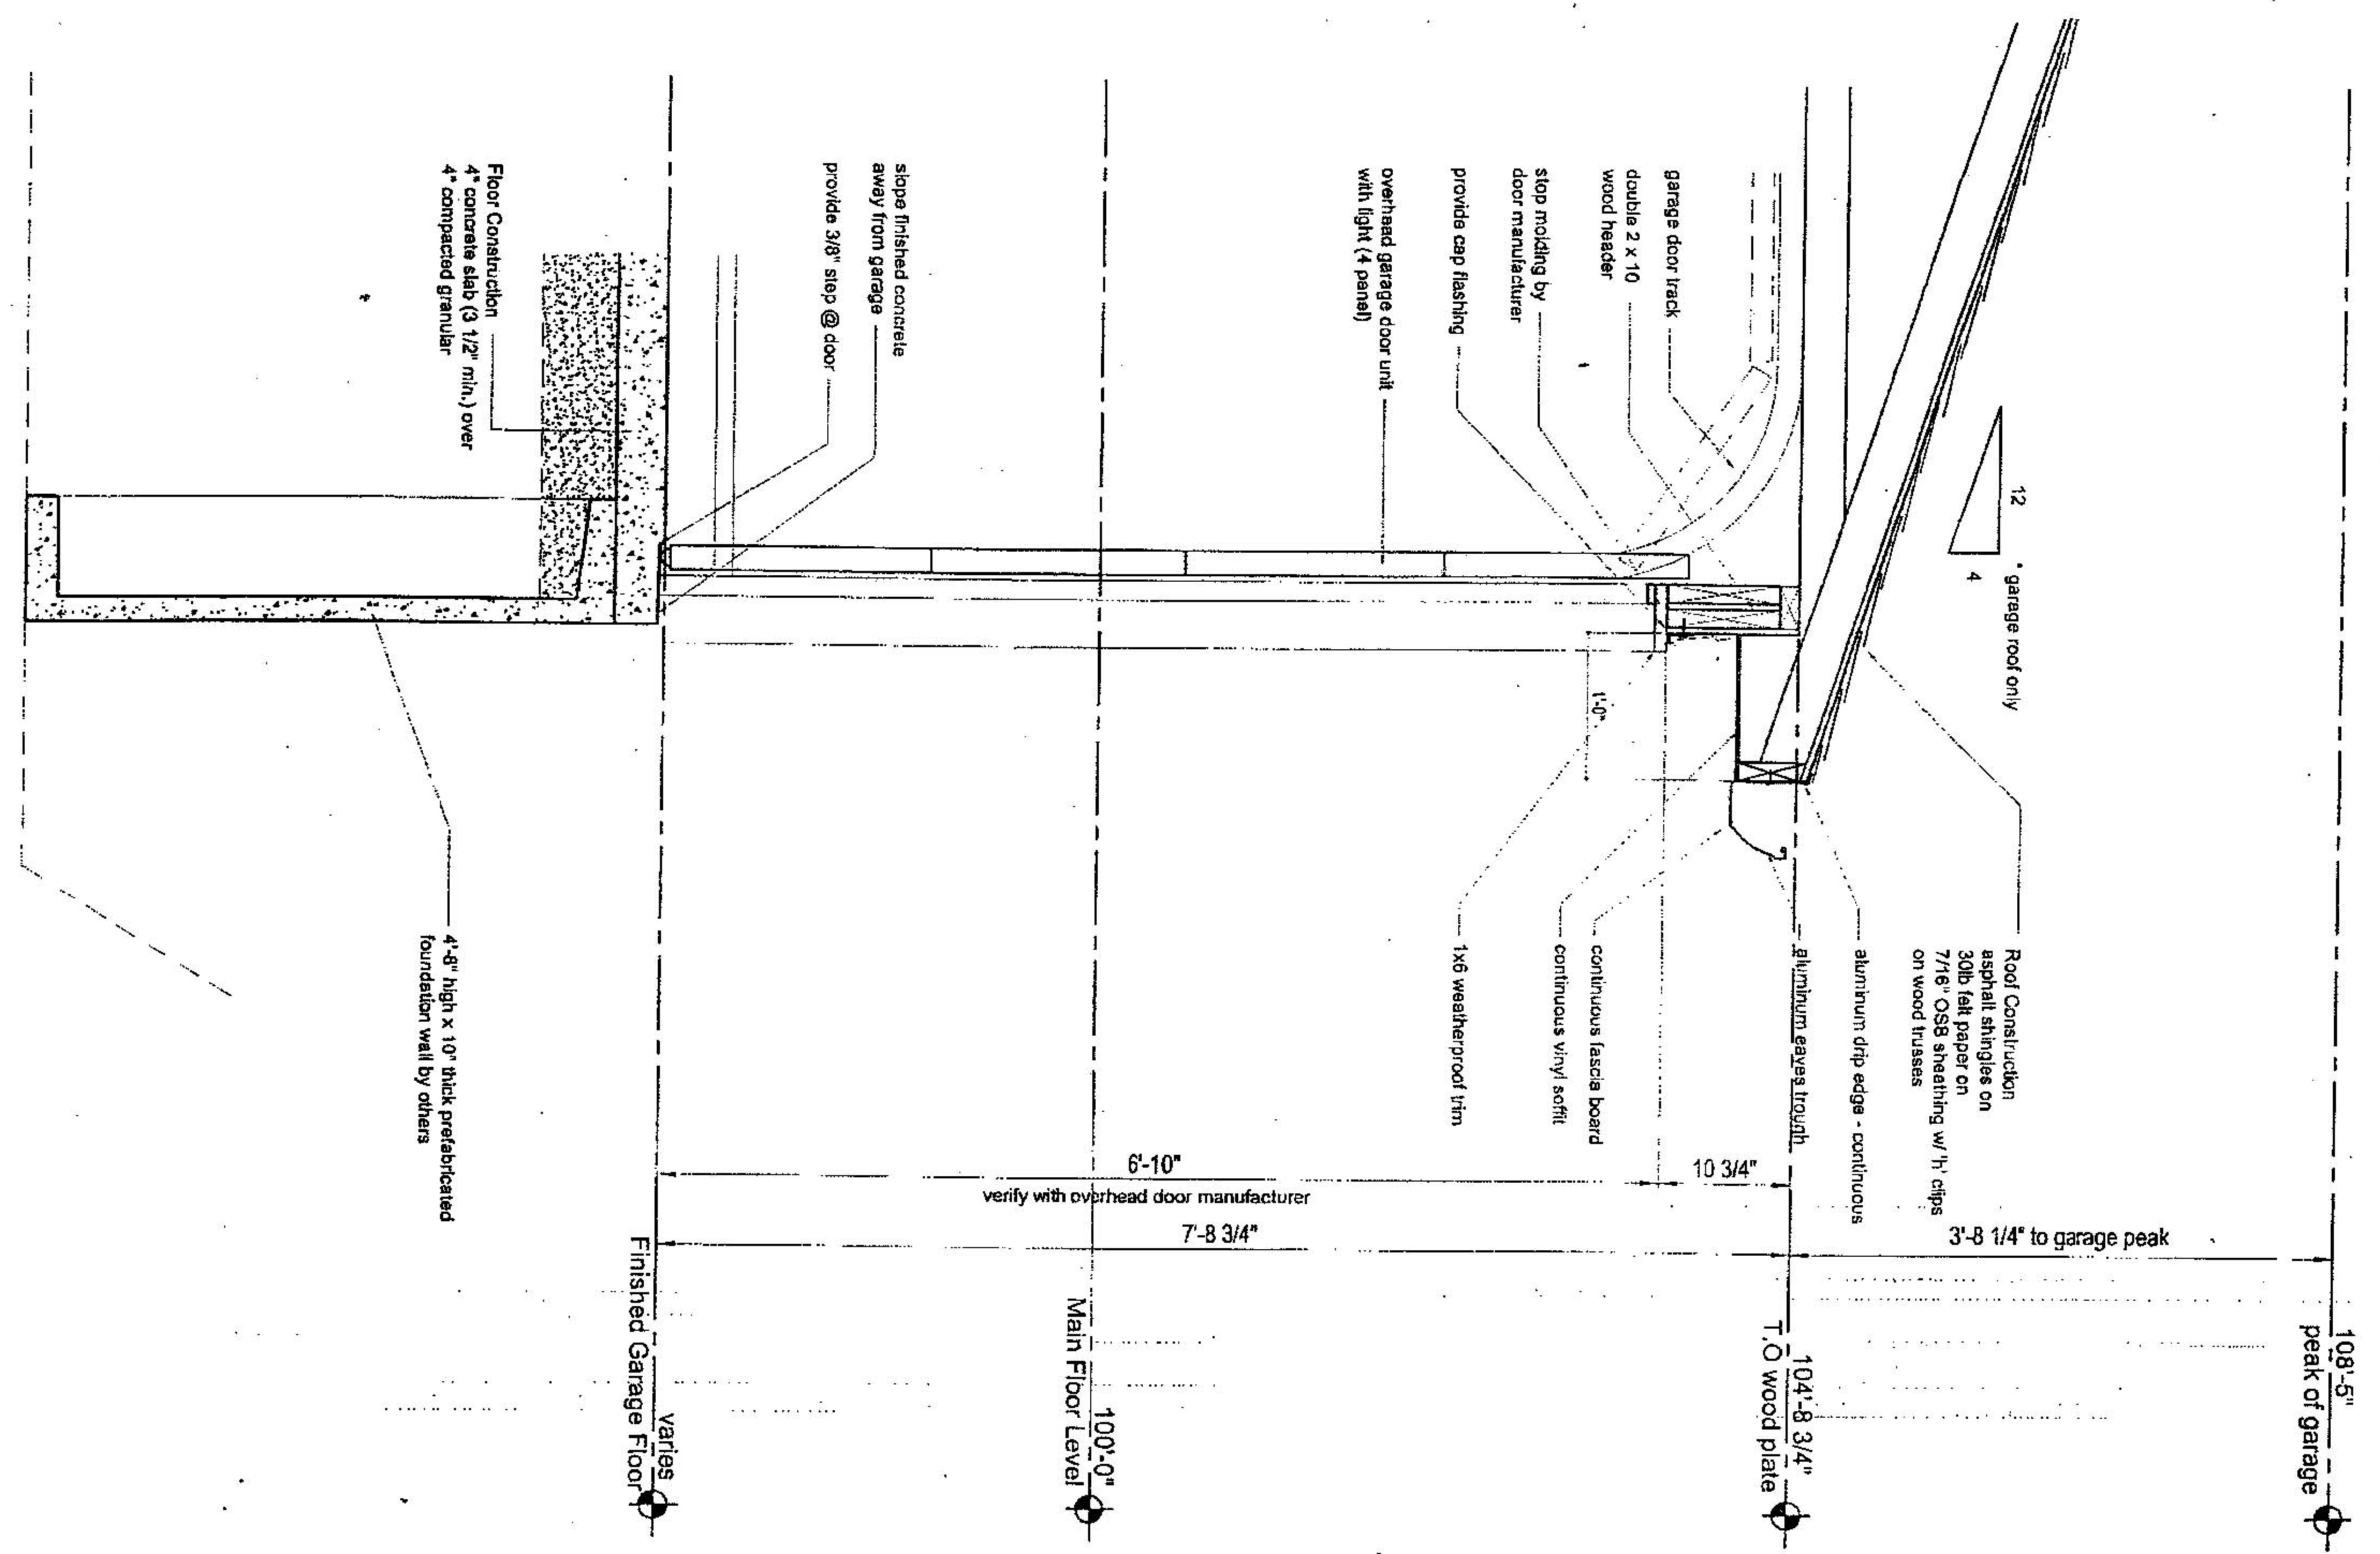 108'-5"
peak of garage
104'-8 3/4"
T.O wood plate
100'-0"
Main Floor Level
varies
Finished Garage Floor
3'-8 1/4" to garage peak
10 3/4"
6'-10"
verify with overhead door manufacturer
7'-8 3/4"
12
4
* garage roof only
garage door track
double 2 x 10
wood header
stop molding by
door manufacturer
provide cap flashing
overhead garage door unit
with light (4 panel)
slope finished concrete
away from garage
provide 3/8" step @ door
Floor Construction
4" concrete slab (3 1/2" min.) over
4" compacted granular
1'-0"
Roof Construction
asphalt shingles on
30lb felt paper on
7/16" OSB sheathing w/ 'h' clips
on wood trusses
aluminum drip edge - continuous
aluminum eaves trough
continuous fascia board
continuous vinyl soffit
1x6 weatherproof trim
4'-8" high x 10" thick prefabricated
foundation wall by others